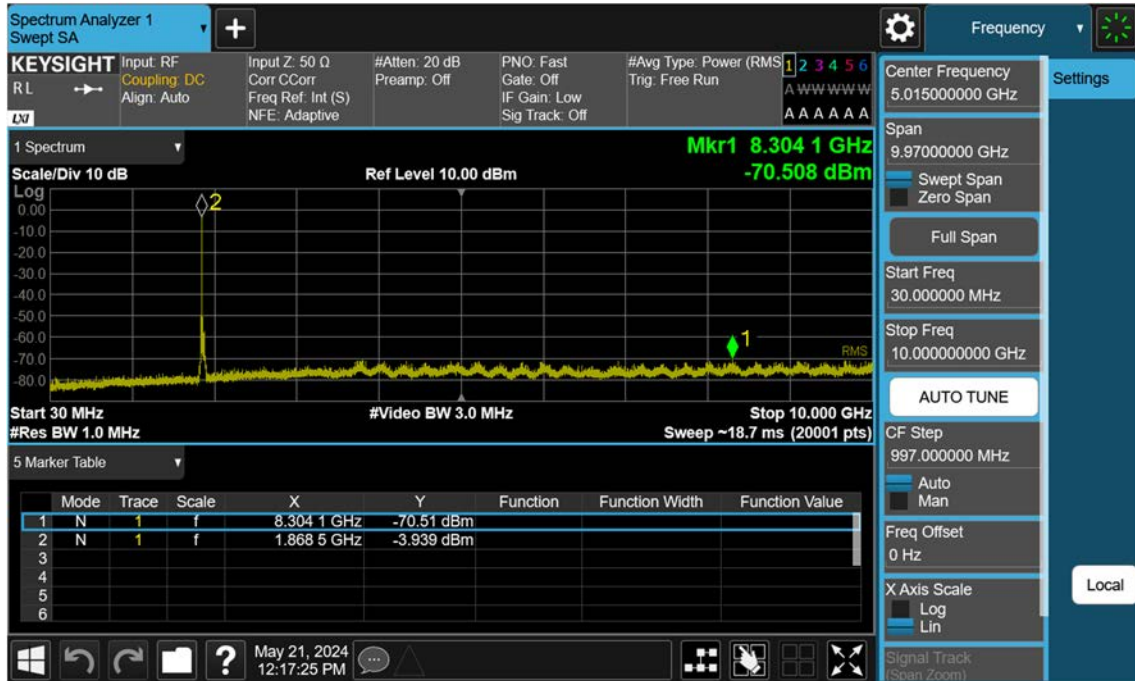 Spectrum Analyzer 1
Swept SA
+
Frequency
KEYSIGHT
RL
LXI
Input: RF
Coupling: DC
Align: Auto
Input Z: 50 Ω
Corr CCorr
Freq Ref: Int (S)
NFE: Adaptive
#Atten: 20 dB
Preamp: Off
PNO: Fast
Gate: Off
IF Gain: Low
Sig Track: Off
#Avg Type: Power (RMS
Trig: Free Run
1 2 3 4 5 6
A W W W W W
A A A A A A
1 Spectrum
Scale/Div 10 dB
Ref Level 10.00 dBm
Mkr1 8.304 1 GHz
-70.508 dBm
Log
0.00
-10.0
-20.0
-30.0
-40.0
-50.0
-60.0
-70.0
-80.0
2
1
RMS
Start 30 MHz
#Video BW 3.0 MHz
Stop 10.000 GHz
#Res BW 1.0 MHz
Sweep ~18.7 ms (20001 pts)
5 Marker Table
Mode Trace Scale X Y Function Function Width Function Value
1 N 1 f 8.304 1 GHz -70.51 dBm
2 N 1 f 1.868 5 GHz -3.939 dBm
3
4
5
6
?
May 21, 2024
12:17:25 PM
Center Frequency
5.015000000 GHz
Span
9.97000000 GHz
Swept Span
Zero Span
Full Span
Start Freq
30.000000 MHz
Stop Freq
10.000000000 GHz
AUTO TUNE
CF Step
997.000000 MHz
Auto
Man
Freq Offset
0 Hz
X Axis Scale
Log
Lin
Signal Track
(Span Zoom)
Settings
Local